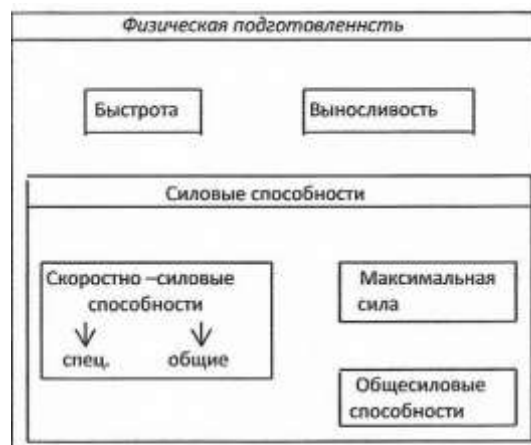 Физическая подготовленнсть
Быстрота
Выносливость
Силовые способности
Скоростно –силовые
способности
спец.
общие
Максимальная
сила
Общесиловые
способности